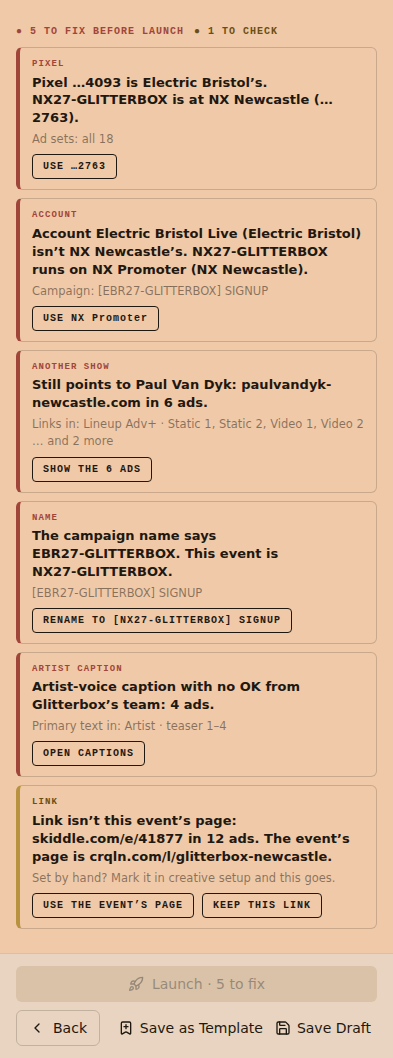 ● 5 TO FIX BEFORE LAUNCH ● 1 TO CHECK
PIXEL
Pixel …4093 is Electric Bristol’s.
NX27-GLITTERBOX is at NX Newcastle (…
2763).
Ad sets: all 18
USE …2763
ACCOUNT
Account Electric Bristol Live (Electric Bristol)
isn’t NX Newcastle’s. NX27-GLITTERBOX
runs on NX Promoter (NX Newcastle).
Campaign: [EBR27-GLITTERBOX] SIGNUP
USE NX Promoter
ANOTHER SHOW
Still points to Paul Van Dyk: paulvandyk-
newcastle.com in 6 ads.
Links in: Lineup Adv+ · Static 1, Static 2, Video 1, Video 2
… and 2 more
SHOW THE 6 ADS
NAME
The campaign name says
EBR27-GLITTERBOX. This event is
NX27-GLITTERBOX.
[EBR27-GLITTERBOX] SIGNUP
RENAME TO [NX27-GLITTERBOX] SIGNUP
ARTIST CAPTION
Artist-voice caption with no OK from
Glitterbox’s team: 4 ads.
Primary text in: Artist · teaser 1–4
OPEN CAPTIONS
LINK
Link isn’t this event’s page:
skiddle.com/e/41877 in 12 ads. The event’s
page is crqln.com/l/glitterbox-newcastle.
Set by hand? Mark it in creative setup and this goes.
USE THE EVENT’S PAGE KEEP THIS LINK
Launch · 5 to fix
Back Save as Template Save Draft